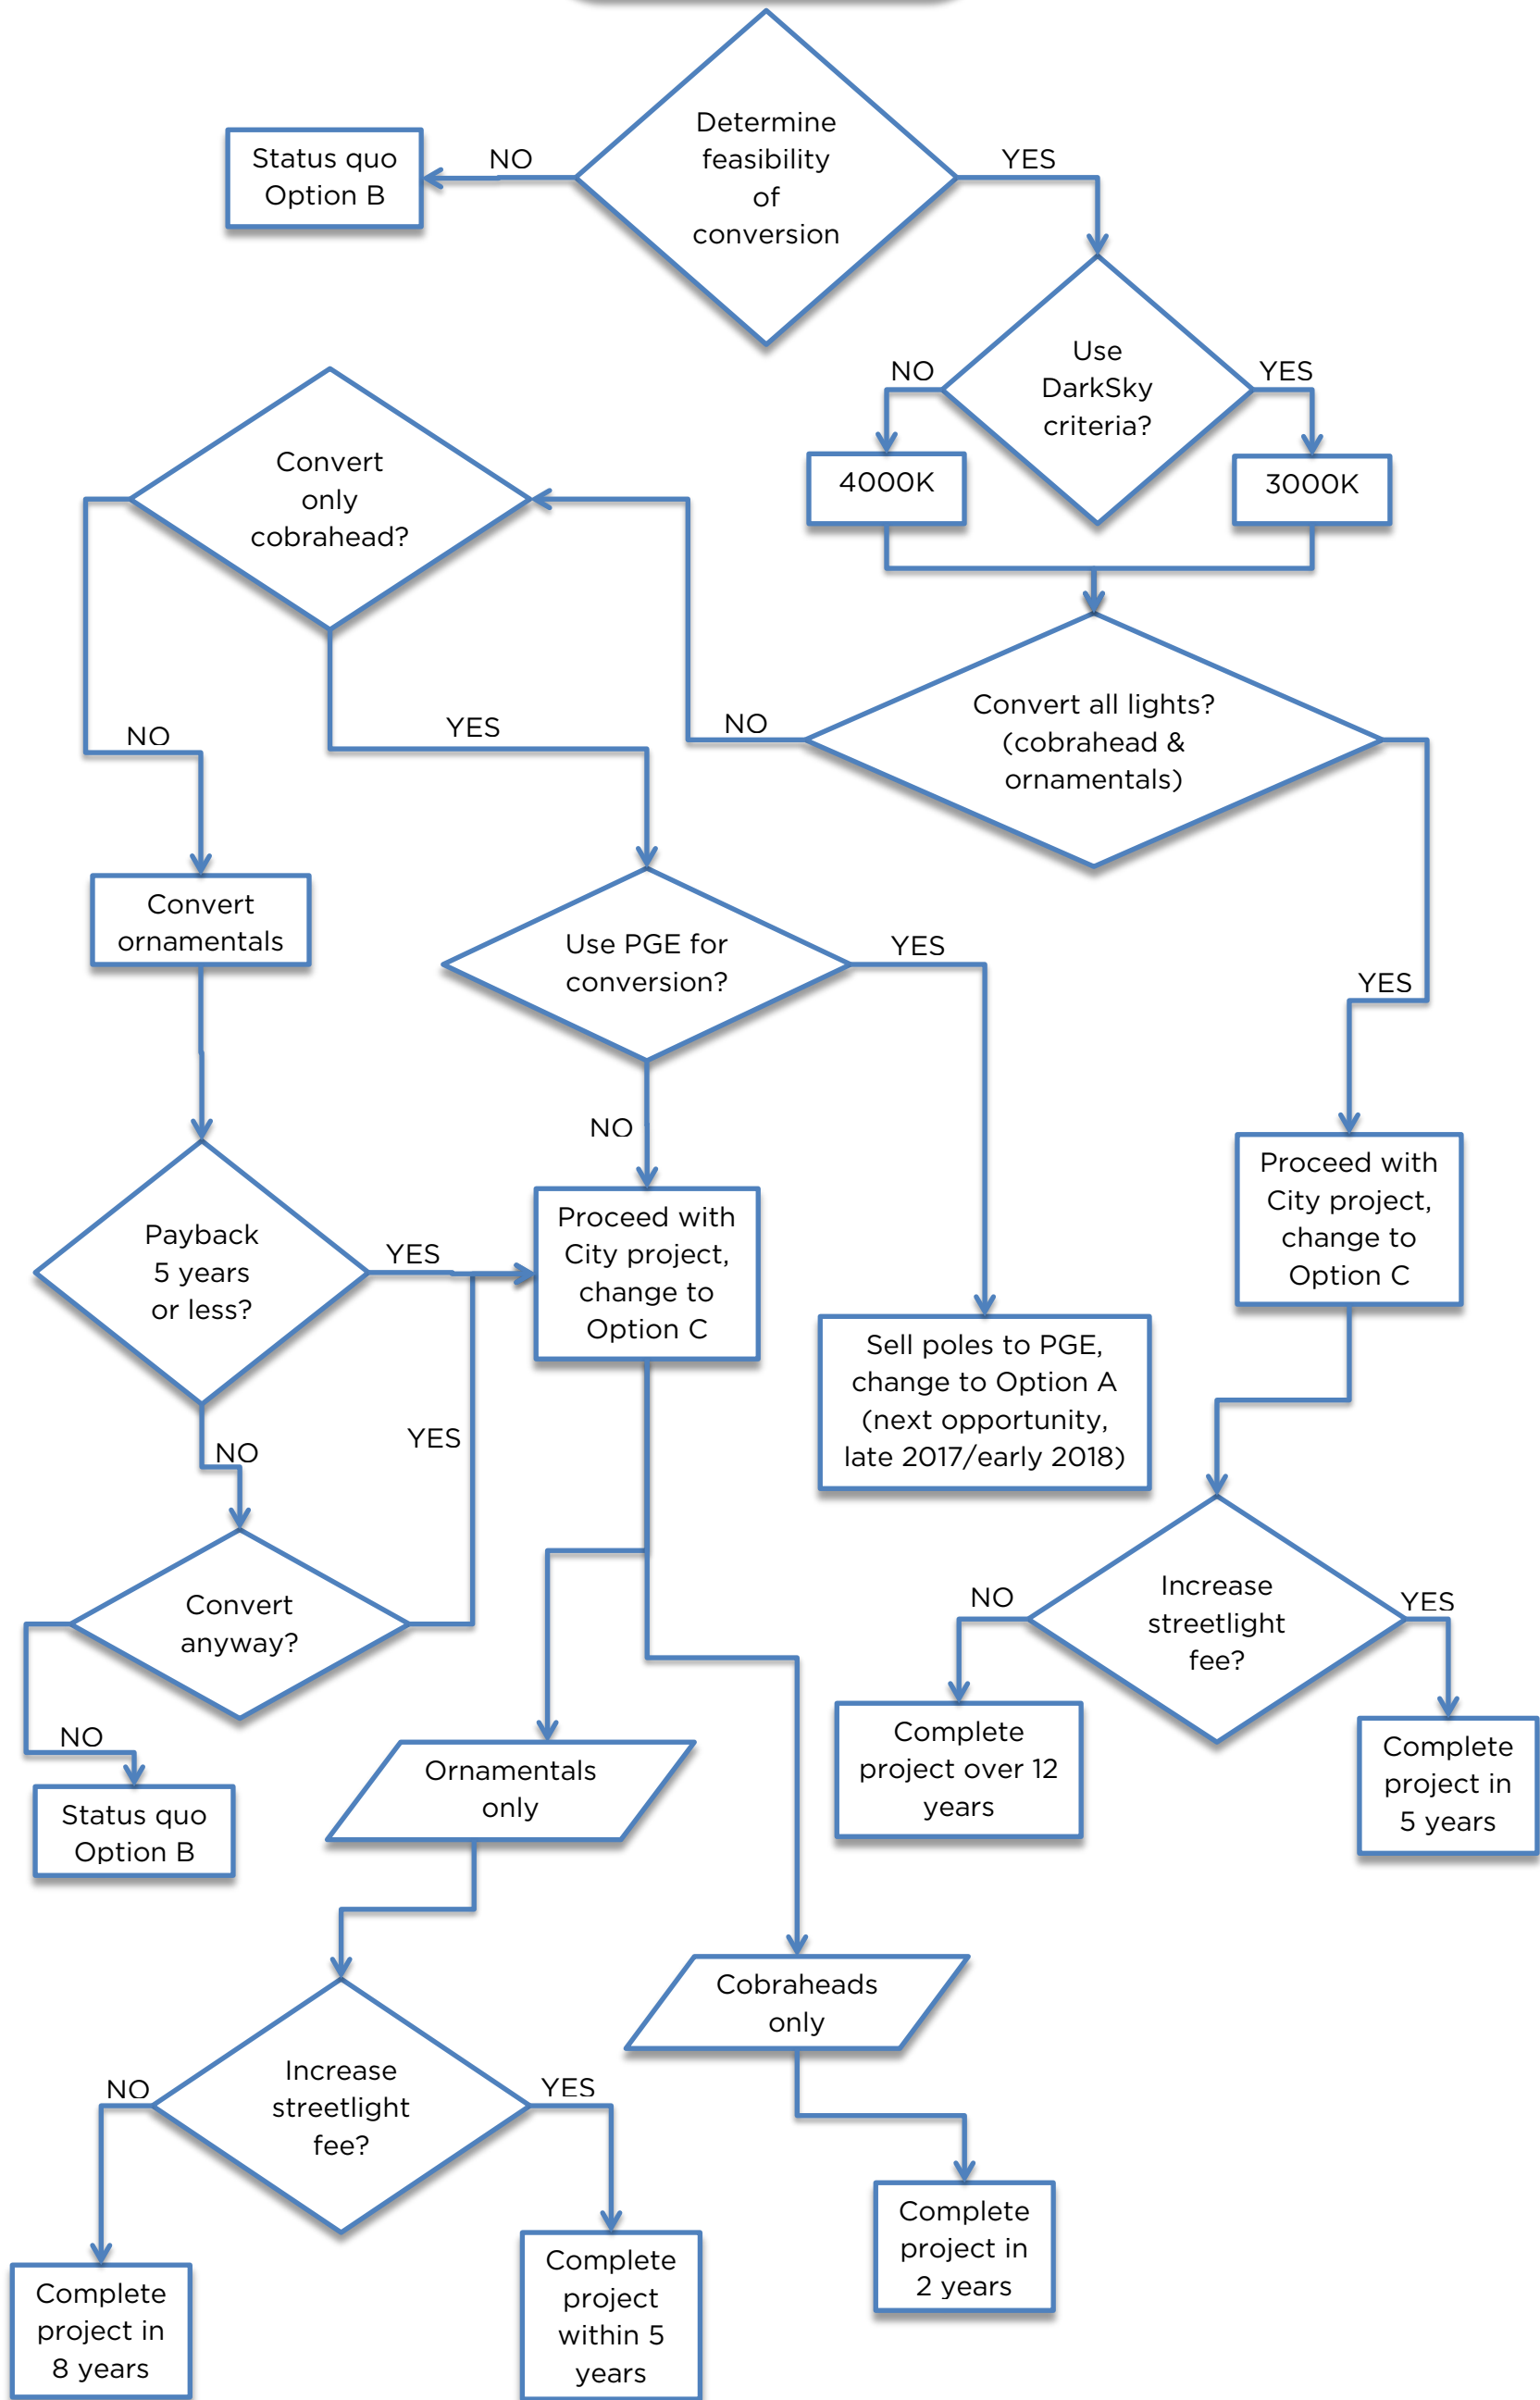 Determine
feasibility
of
conversion
NO
YES
Status quo
Option B
Use
DarkSky
criteria?
NO
YES
4000K
3000K
Convert
only
cobrahead?
Convert all lights?
(cobrahead &
ornamentals)
NO
NO
YES
YES
Convert
ornamentals
Use PGE for
conversion?
YES
NO
Payback
5 years
or less?
YES
Proceed with
City project,
change to
Option C
Proceed with
City project,
change to
Option C
Sell poles to PGE,
change to Option A
(next opportunity,
late 2017/early 2018)
NO
YES
Convert
anyway?
NO
Status quo
Option B
Increase
streetlight
fee?
NO
YES
Complete
project over 12
years
Complete
project in
5 years
Ornamentals
only
Cobraheads
only
Increase
streetlight
fee?
NO
YES
Complete
project in
8 years
Complete
project
within 5
years
Complete
project in
2 years